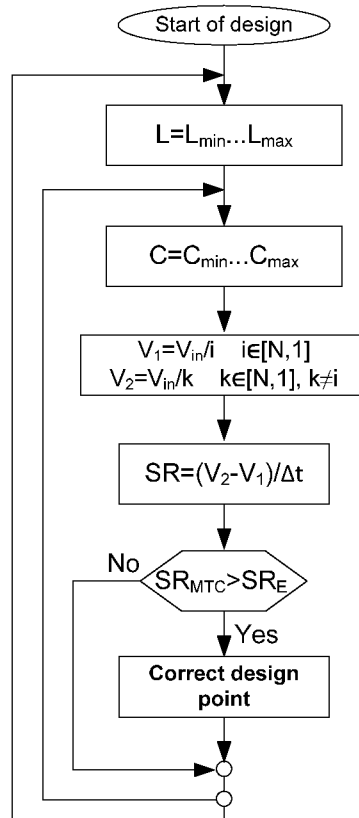 Start of design
L=Lmin...Lmax
C=Cmin...Cmax
V1=Vin/i i∈[N,1]
V2=Vin/k k∈[N,1], k≠i
SR=(V2-V1)/Δt
No
SRMTC>SRE
Yes
Correct design
point